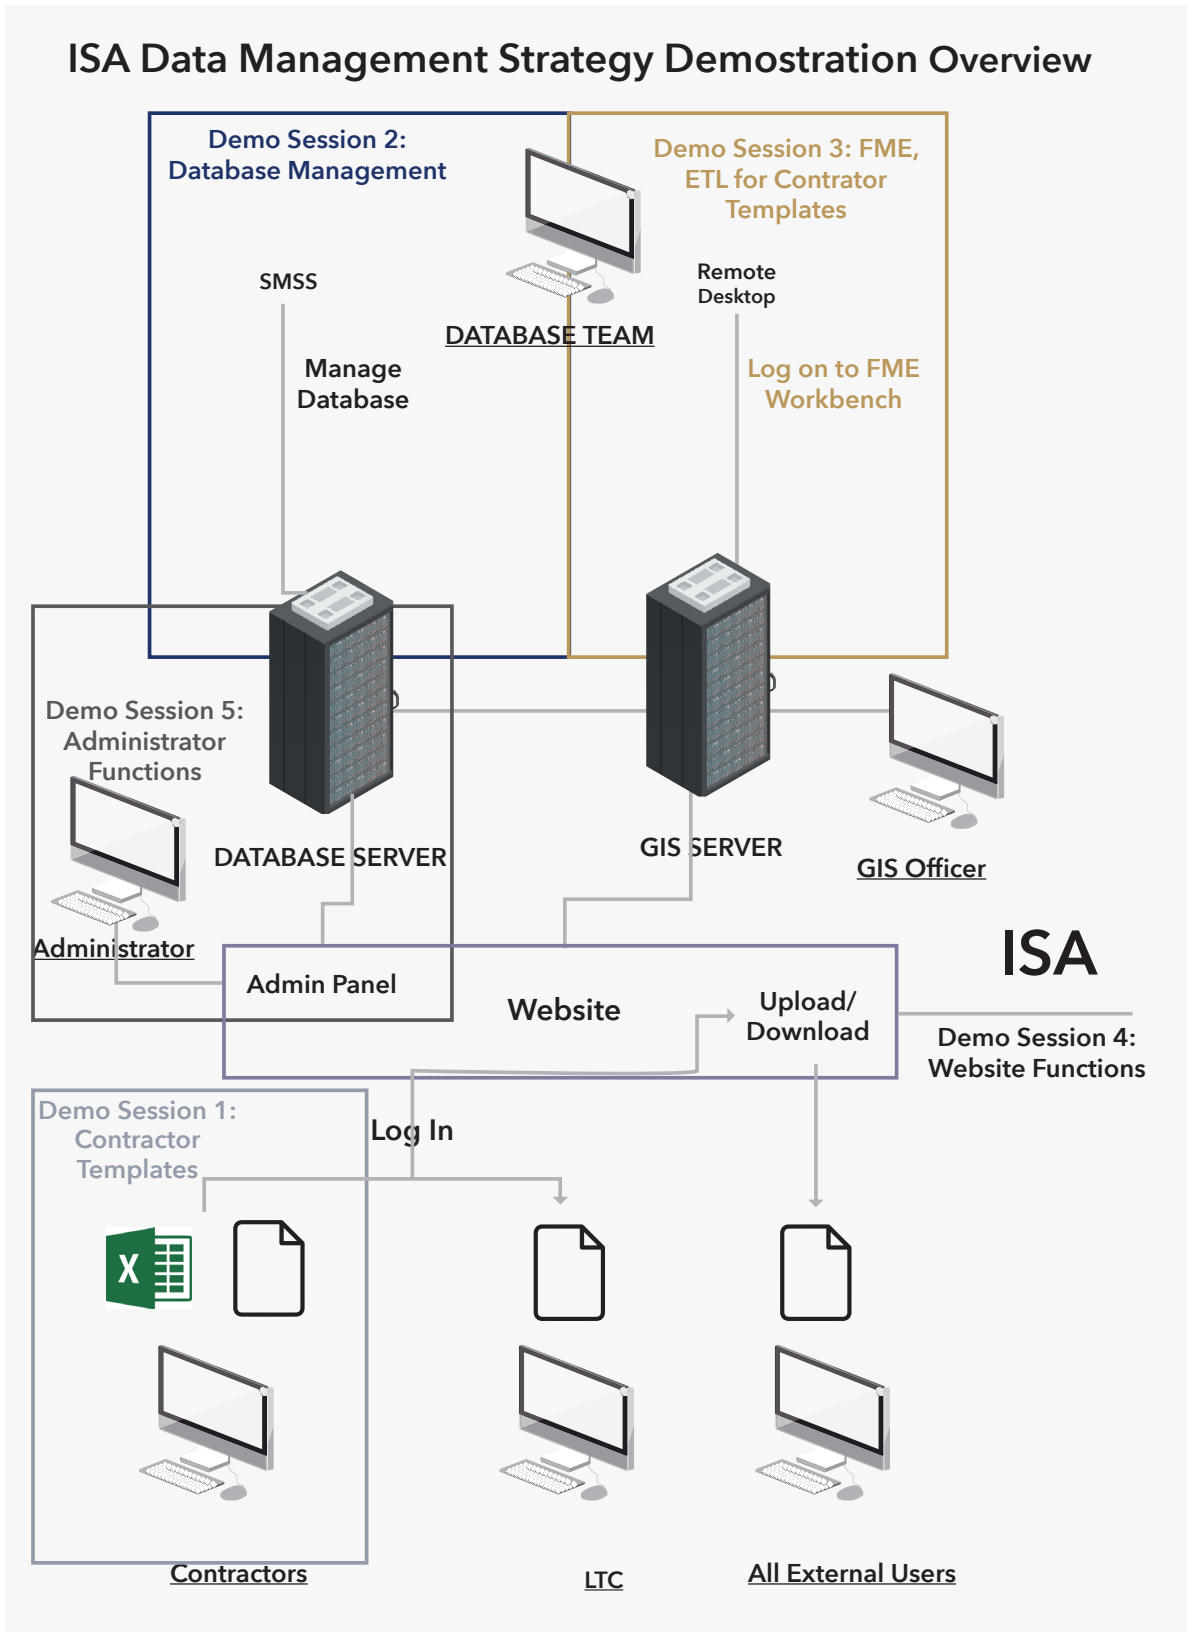 ISA Data Management Strategy Demostration Overview
Demo Session 2:
Database Management
Demo Session 3: FME,
ETL for Contrator
Templates
SMSS
Remote
Desktop
DATABASE TEAM
Manage
Database
Log on to FME
Workbench
Demo Session 5:
Administrator
Functions
DATABASE SERVER
GIS SERVER
GIS Officer
Administrator
ISA
Admin Panel
Website
Upload/
Download
Demo Session 4:
Website Functions
Demo Session 1:
Contractor
Templates
Log In
X
Contractors
LTC
All External Users